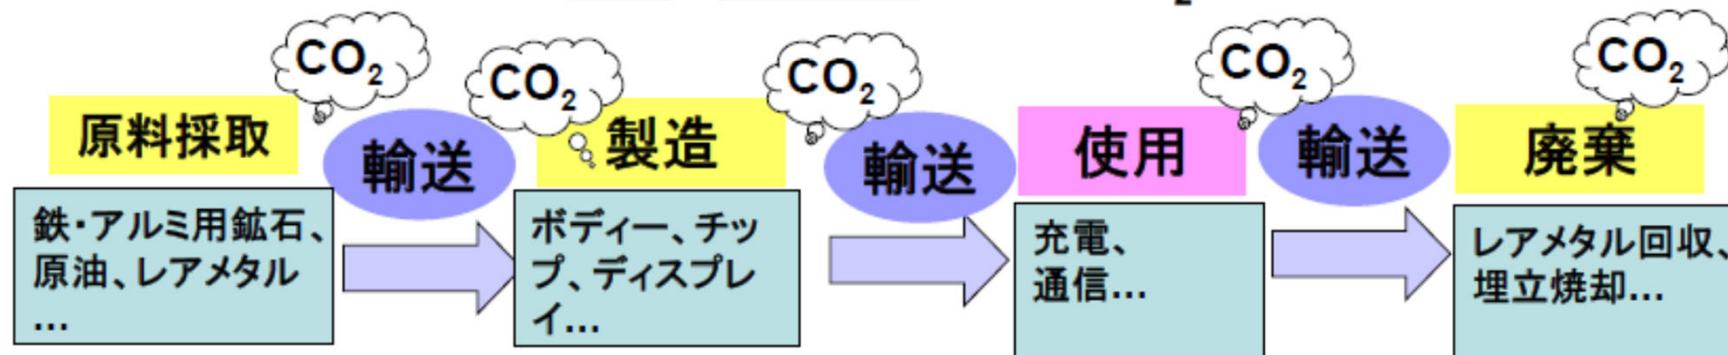 CO₂
CO₂
CO₂
CO₂
CO₂
原料採取
輸送
製造
輸送
使用
輸送
廃棄
鉄・アルミ用鉱石、
原油、レアメタル
...
ボディー、チッ
プ、ディスプレ
イ...
充電、
通信...
レアメタル回収、
埋立焼却...